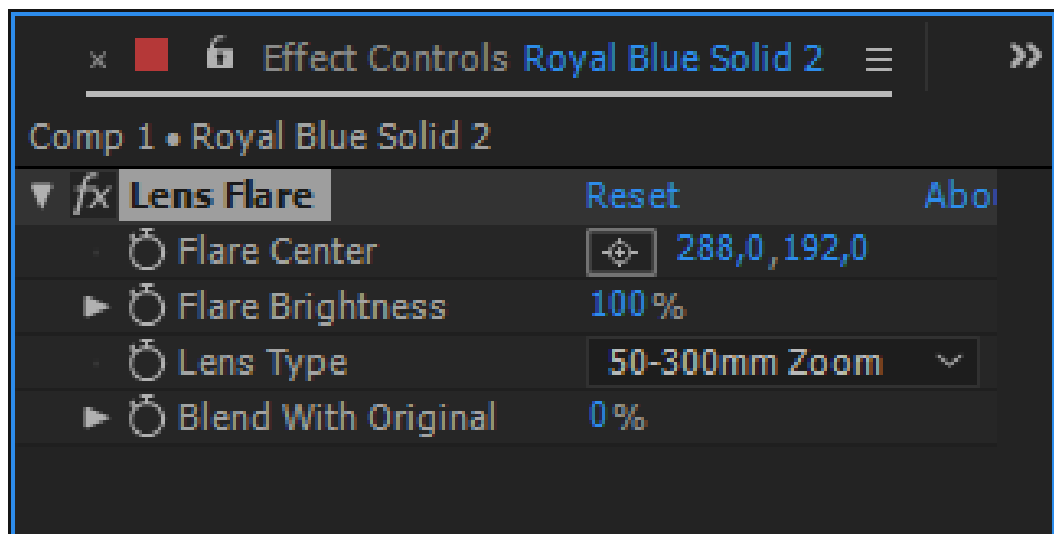 × Effect Controls Royal Blue Solid 2 ☰ »
Comp 1 • Royal Blue Solid 2
fx Lens Flare Reset
Flare Center 288,0,192,0
Flare Brightness 100%
Lens Type 50-300mm Zoom
Blend With Original 0%